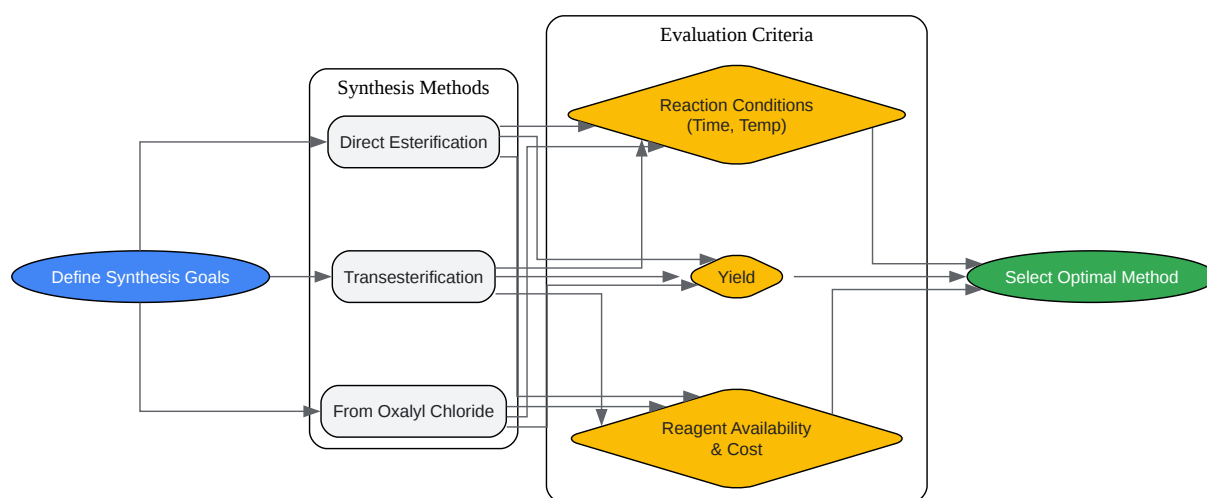 Define Synthesis Goals
Synthesis Methods
Direct Esterification
Transesterification
From Oxalyl Chloride
Evaluation Criteria
Reaction Conditions
(Time, Temp)
Yield
Reagent Availability
& Cost
Select Optimal Method